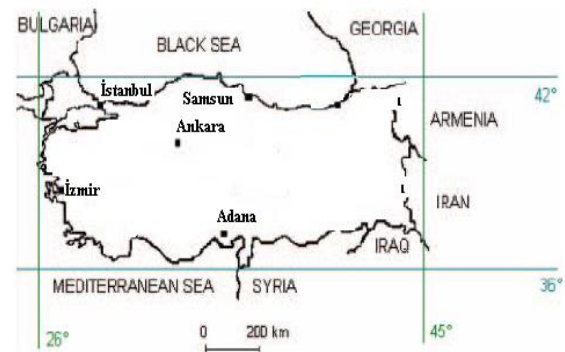 BULGARIA
GEORGIA
BLACK SEA
42°
İstanbul
Samsun
ARMENIA
Ankara
İzmir
IRAN
Adana
IRAQ
MEDITERRANEAN SEA
SYRIA
36°
26°
0 200 km
45°